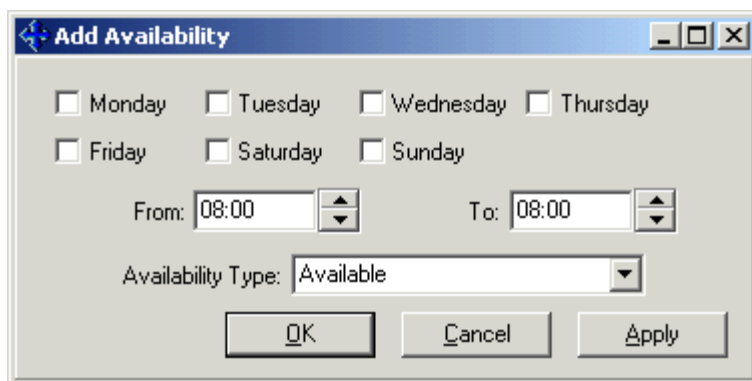 Add Availability
Monday Tuesday Wednesday Thursday
Friday Saturday Sunday
From: 08:00 To: 08:00
Availability Type: Available
OK Cancel Apply